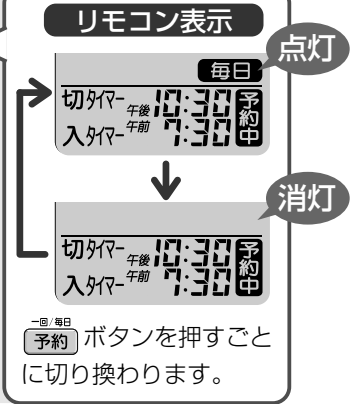 リモコン表示
毎日
点灯
切タイマー 午後 10:30 予約中
入タイマー 午前 7:30
消灯
切タイマー 午後 10:30 予約中
入タイマー 午前 7:30
一回/毎日
予約 ボタンを押すごと
に切り換わります。